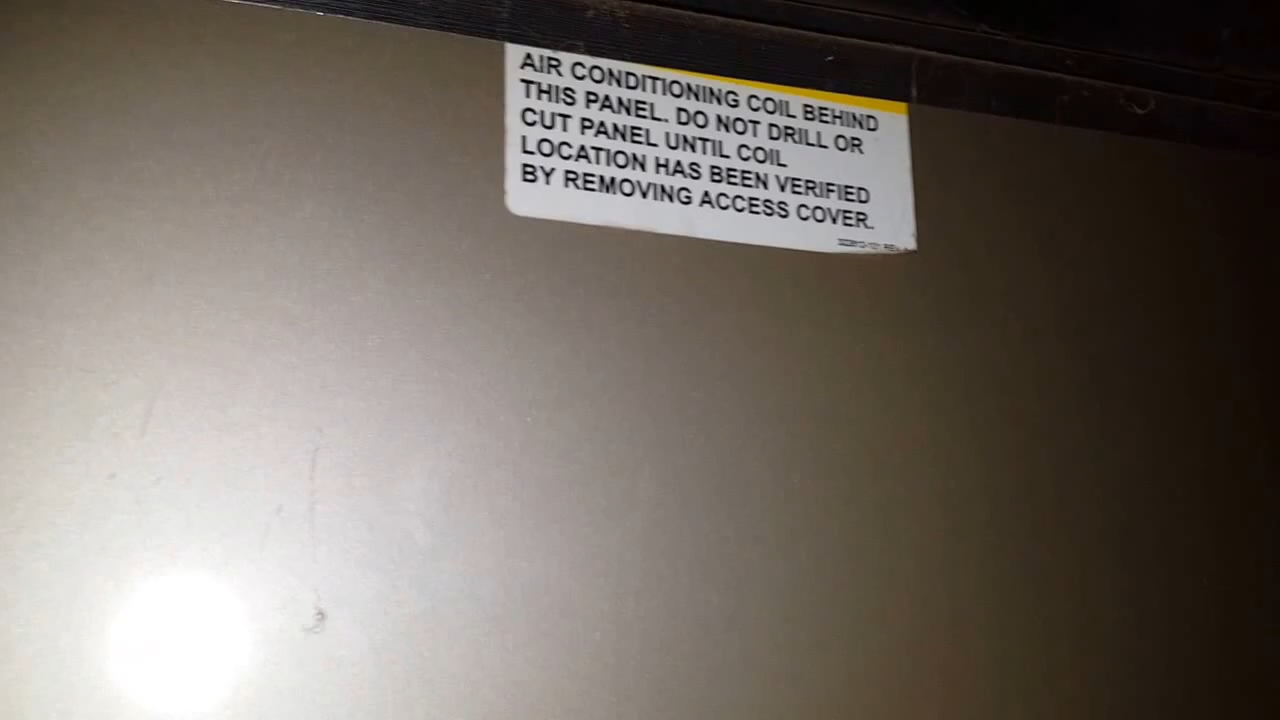 AIR CONDITIONING COIL BEHIND
THIS PANEL. DO NOT DRILL OR
CUT PANEL UNTIL COIL
LOCATION HAS BEEN VERIFIED
BY REMOVING ACCESS COVER.